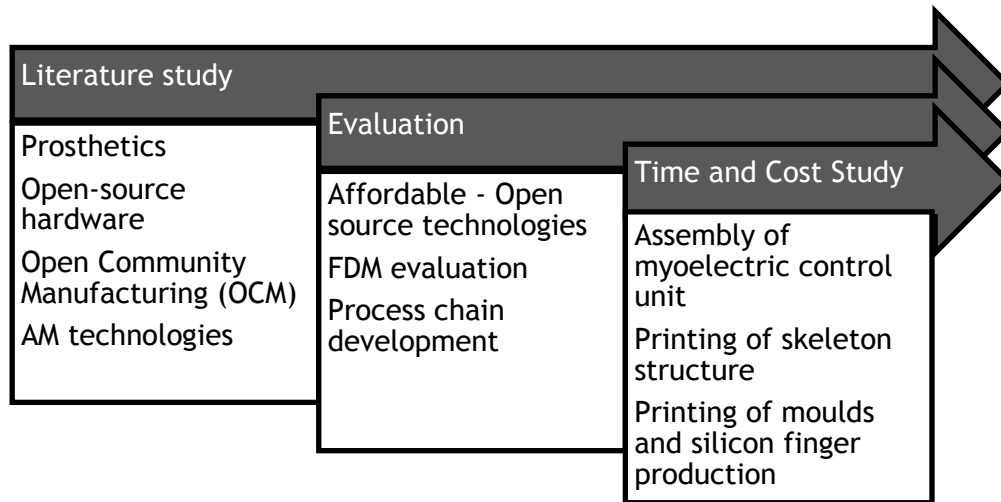 Literature study
Prosthetics
Open-source
hardware
Open Community
Manufacturing (OCM)
AM technologies
Evaluation
Affordable - Open
source technologies
FDM evaluation
Process chain
development
Time and Cost Study
Assembly of
myoelectric control
unit
Printing of skeleton
structure
Printing of moulds
and silicon finger
production